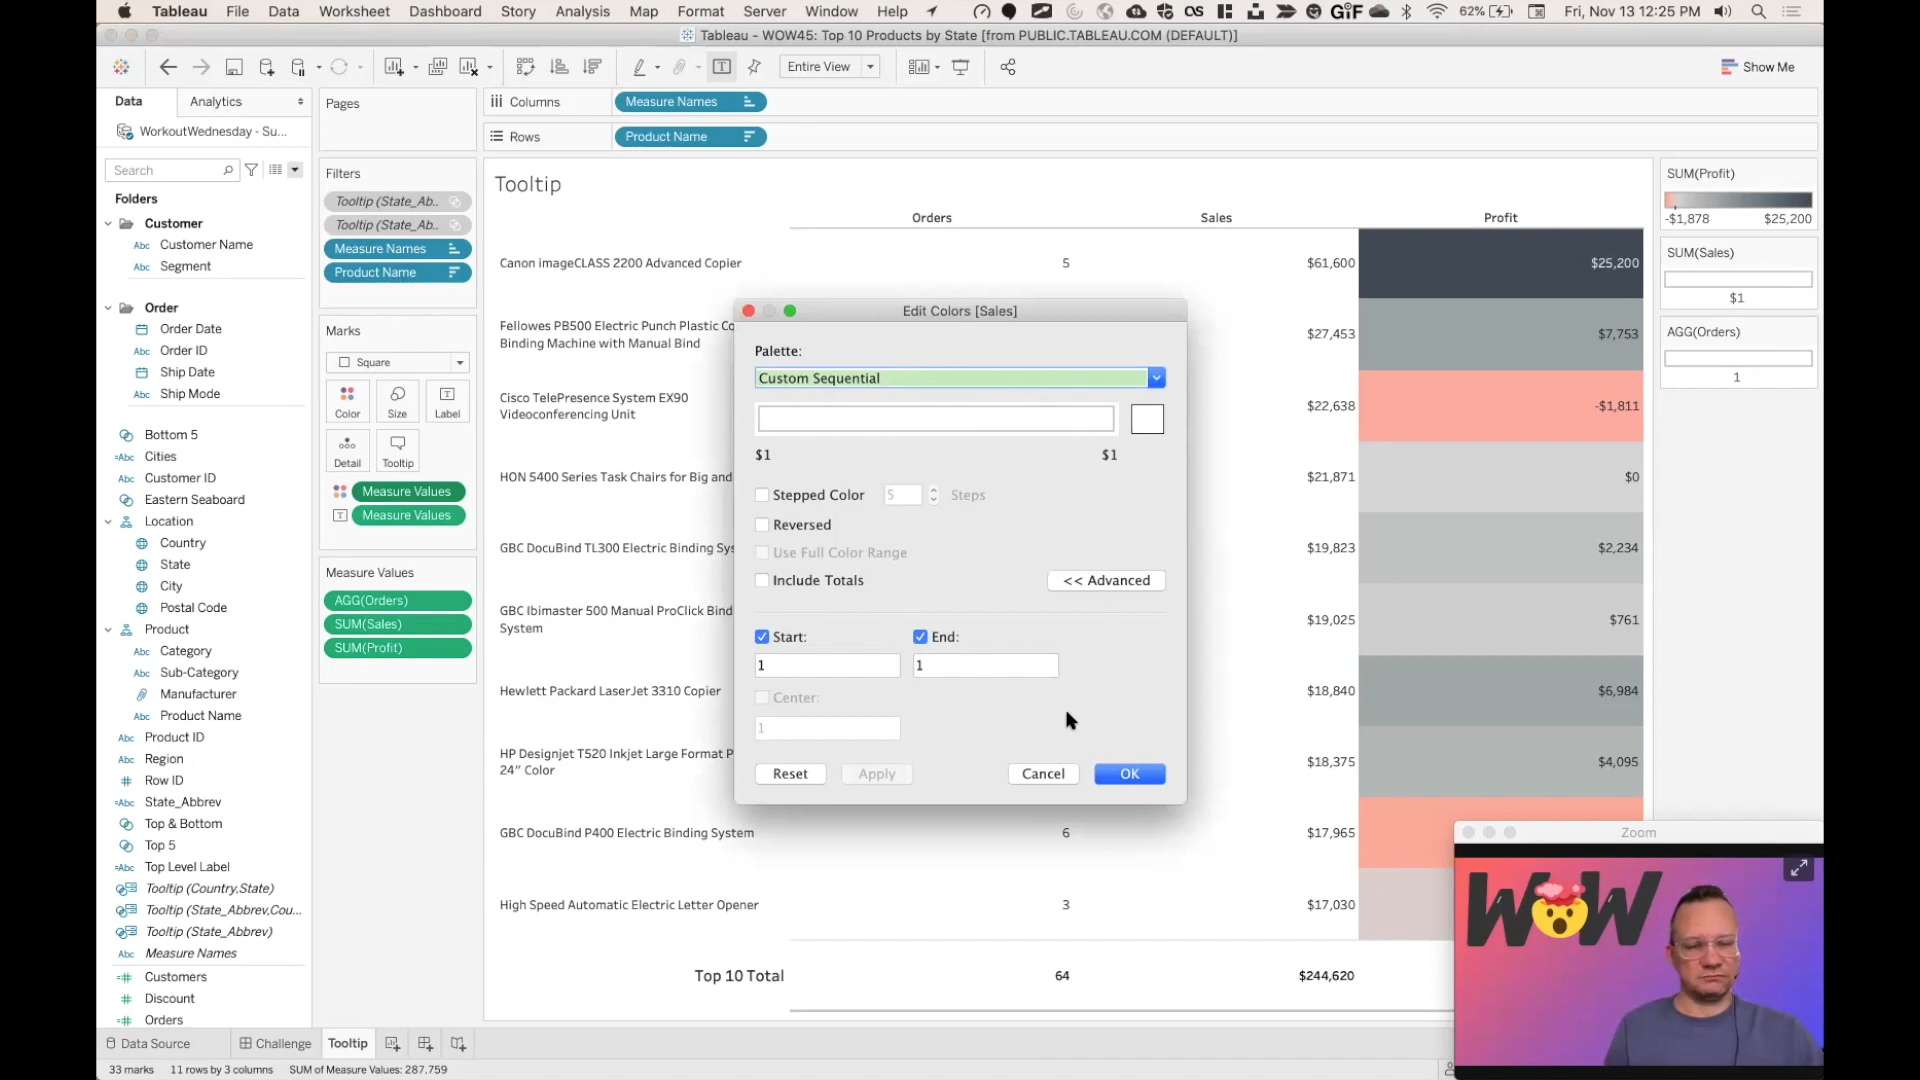 Tableau File Data Worksheet Dashboard Story Analysis Map Format Server Window Help
GIF 62% Fri, Nov 13 12:25 PM
Tableau - WOW45: Top 10 Products by State [from PUBLIC.TABLEAU.COM (DEFAULT)]
Entire View
Show Me
Data Analytics
WorkoutWednesday - Su...
Search
Folders
Customer
Abc Customer Name
Abc Segment
Order
Order Date
Abc Order ID
Ship Date
Abc Ship Mode
Bottom 5
=Abc Cities
Abc Customer ID
Eastern Seaboard
Location
Country
State
City
Postal Code
Product
Abc Category
Abc Sub-Category
Manufacturer
Abc Product Name
Abc Product ID
Abc Region
# Row ID
=Abc State_Abbrev
Top & Bottom
Top 5
=Abc Top Level Label
Tooltip (Country,State)
Tooltip (State_Abbrev,Cou...
Tooltip (State_Abbrev)
Abc Measure Names
=# Customers
# Discount
=# Orders
Pages
Filters
Tooltip (State_Ab..
Tooltip (State_Ab..
Measure Names
Product Name
Marks
Square
Color Size Label
Detail Tooltip
Measure Values
Measure Values
Measure Values
AGG(Orders)
SUM(Sales)
SUM(Profit)
Columns Measure Names
Rows Product Name
Tooltip
Orders Sales Profit
Canon imageCLASS 2200 Advanced Copier 5 $61,600 $25,200
Fellowes PB500 Electric Punch Plastic Co
Binding Machine with Manual Bind
$27,453 $7,753
Cisco TelePresence System EX90
Videoconferencing Unit
$22,638 -$1,811
HON 5400 Series Task Chairs for Big and $21,871 $0
GBC DocuBind TL300 Electric Binding Sys $19,823 $2,234
GBC Ibimaster 500 Manual ProClick Bind
System
$19,025 $761
Hewlett Packard LaserJet 3310 Copier $18,840 $6,984
HP Designjet T520 Inkjet Large Format P
24" Color
$18,375 $4,095
GBC DocuBind P400 Electric Binding System 6 $17,965
High Speed Automatic Electric Letter Opener 3 $17,030
Top 10 Total 64 $244,620
Edit Colors [Sales]
Palette:
Custom Sequential
$1 $1
Stepped Color 5 Steps
Reversed
Use Full Color Range
Include Totals
<< Advanced
Start: End:
1 1
Center:
1
Reset Apply Cancel OK
SUM(Profit)
-$1,878 $25,200
SUM(Sales)
$1
AGG(Orders)
1
Zoom
WOW
Data Source Challenge Tooltip
33 marks 11 rows by 3 columns SUM of Measure Values: 287,759